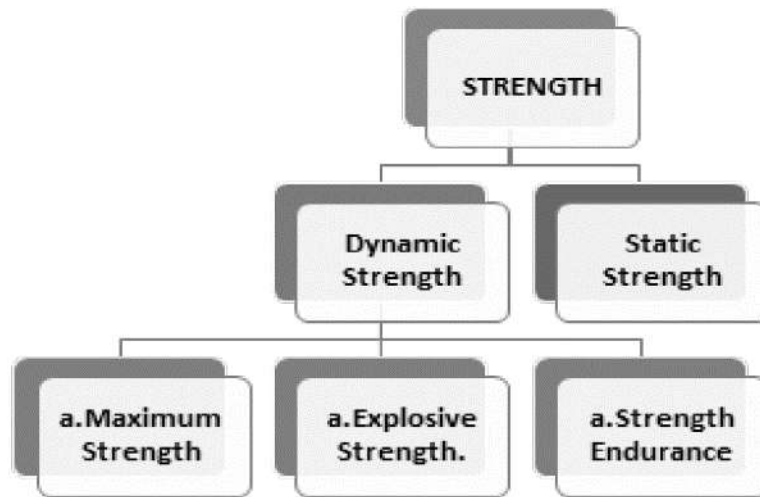 STRENGTH
Dynamic
Strength
Static
Strength
a.Maximum
Strength
a.Explosive
Strength.
a.Strength
Endurance